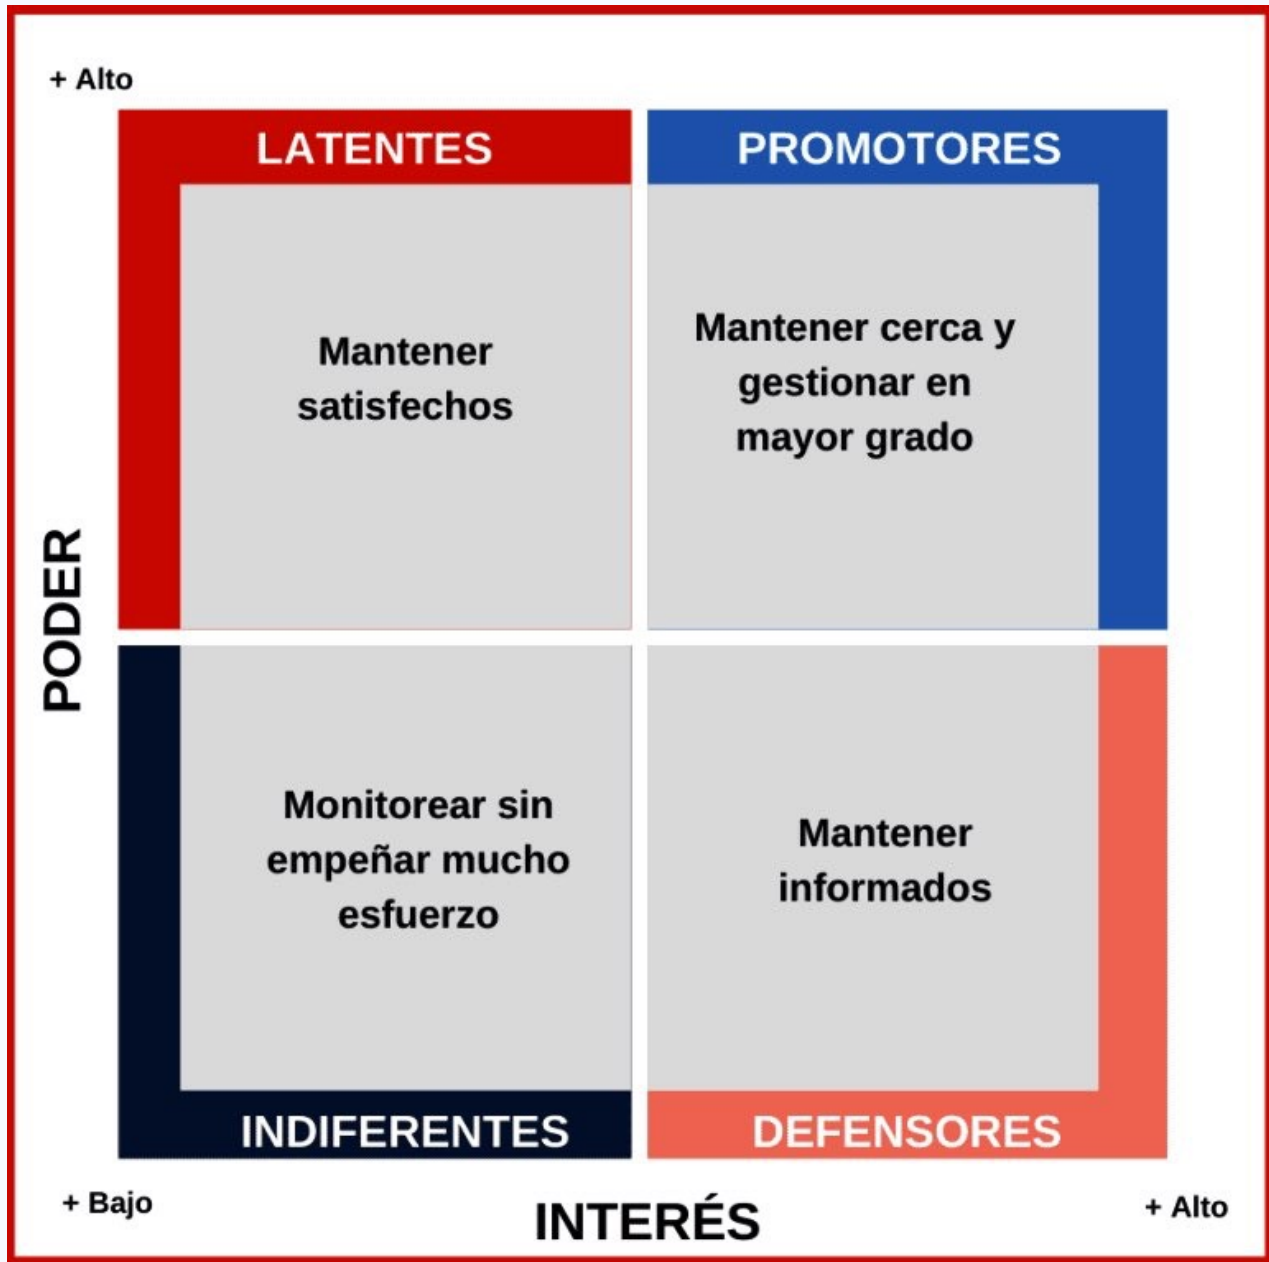 + Alto
LATENTES
PROMOTORES
Mantener
satisfechos
Mantener cerca y
gestionar en
mayor grado
PODER
Monitorear sin
empeñar mucho
esfuerzo
Mantener
informados
INDIFERENTES
DEFENSORES
+ Bajo
INTERÉS
+ Alto